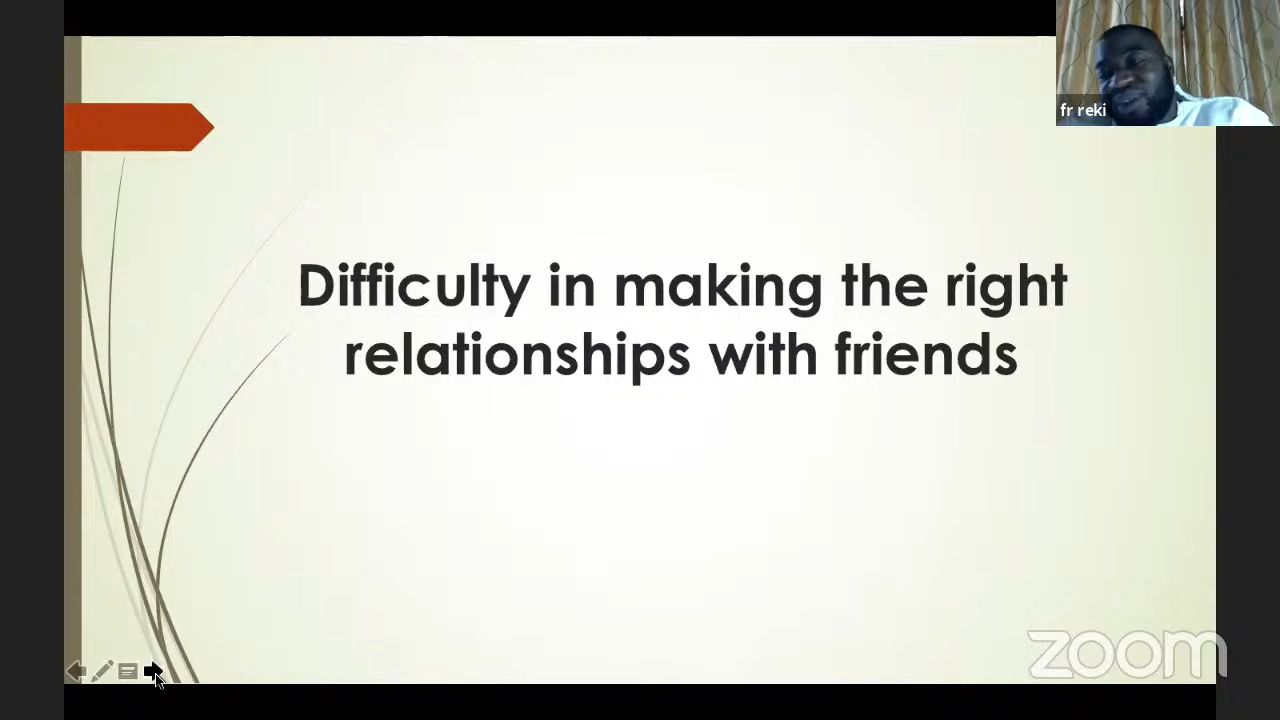 fr reki
Difficulty in making the right
relationships with friends
zoom